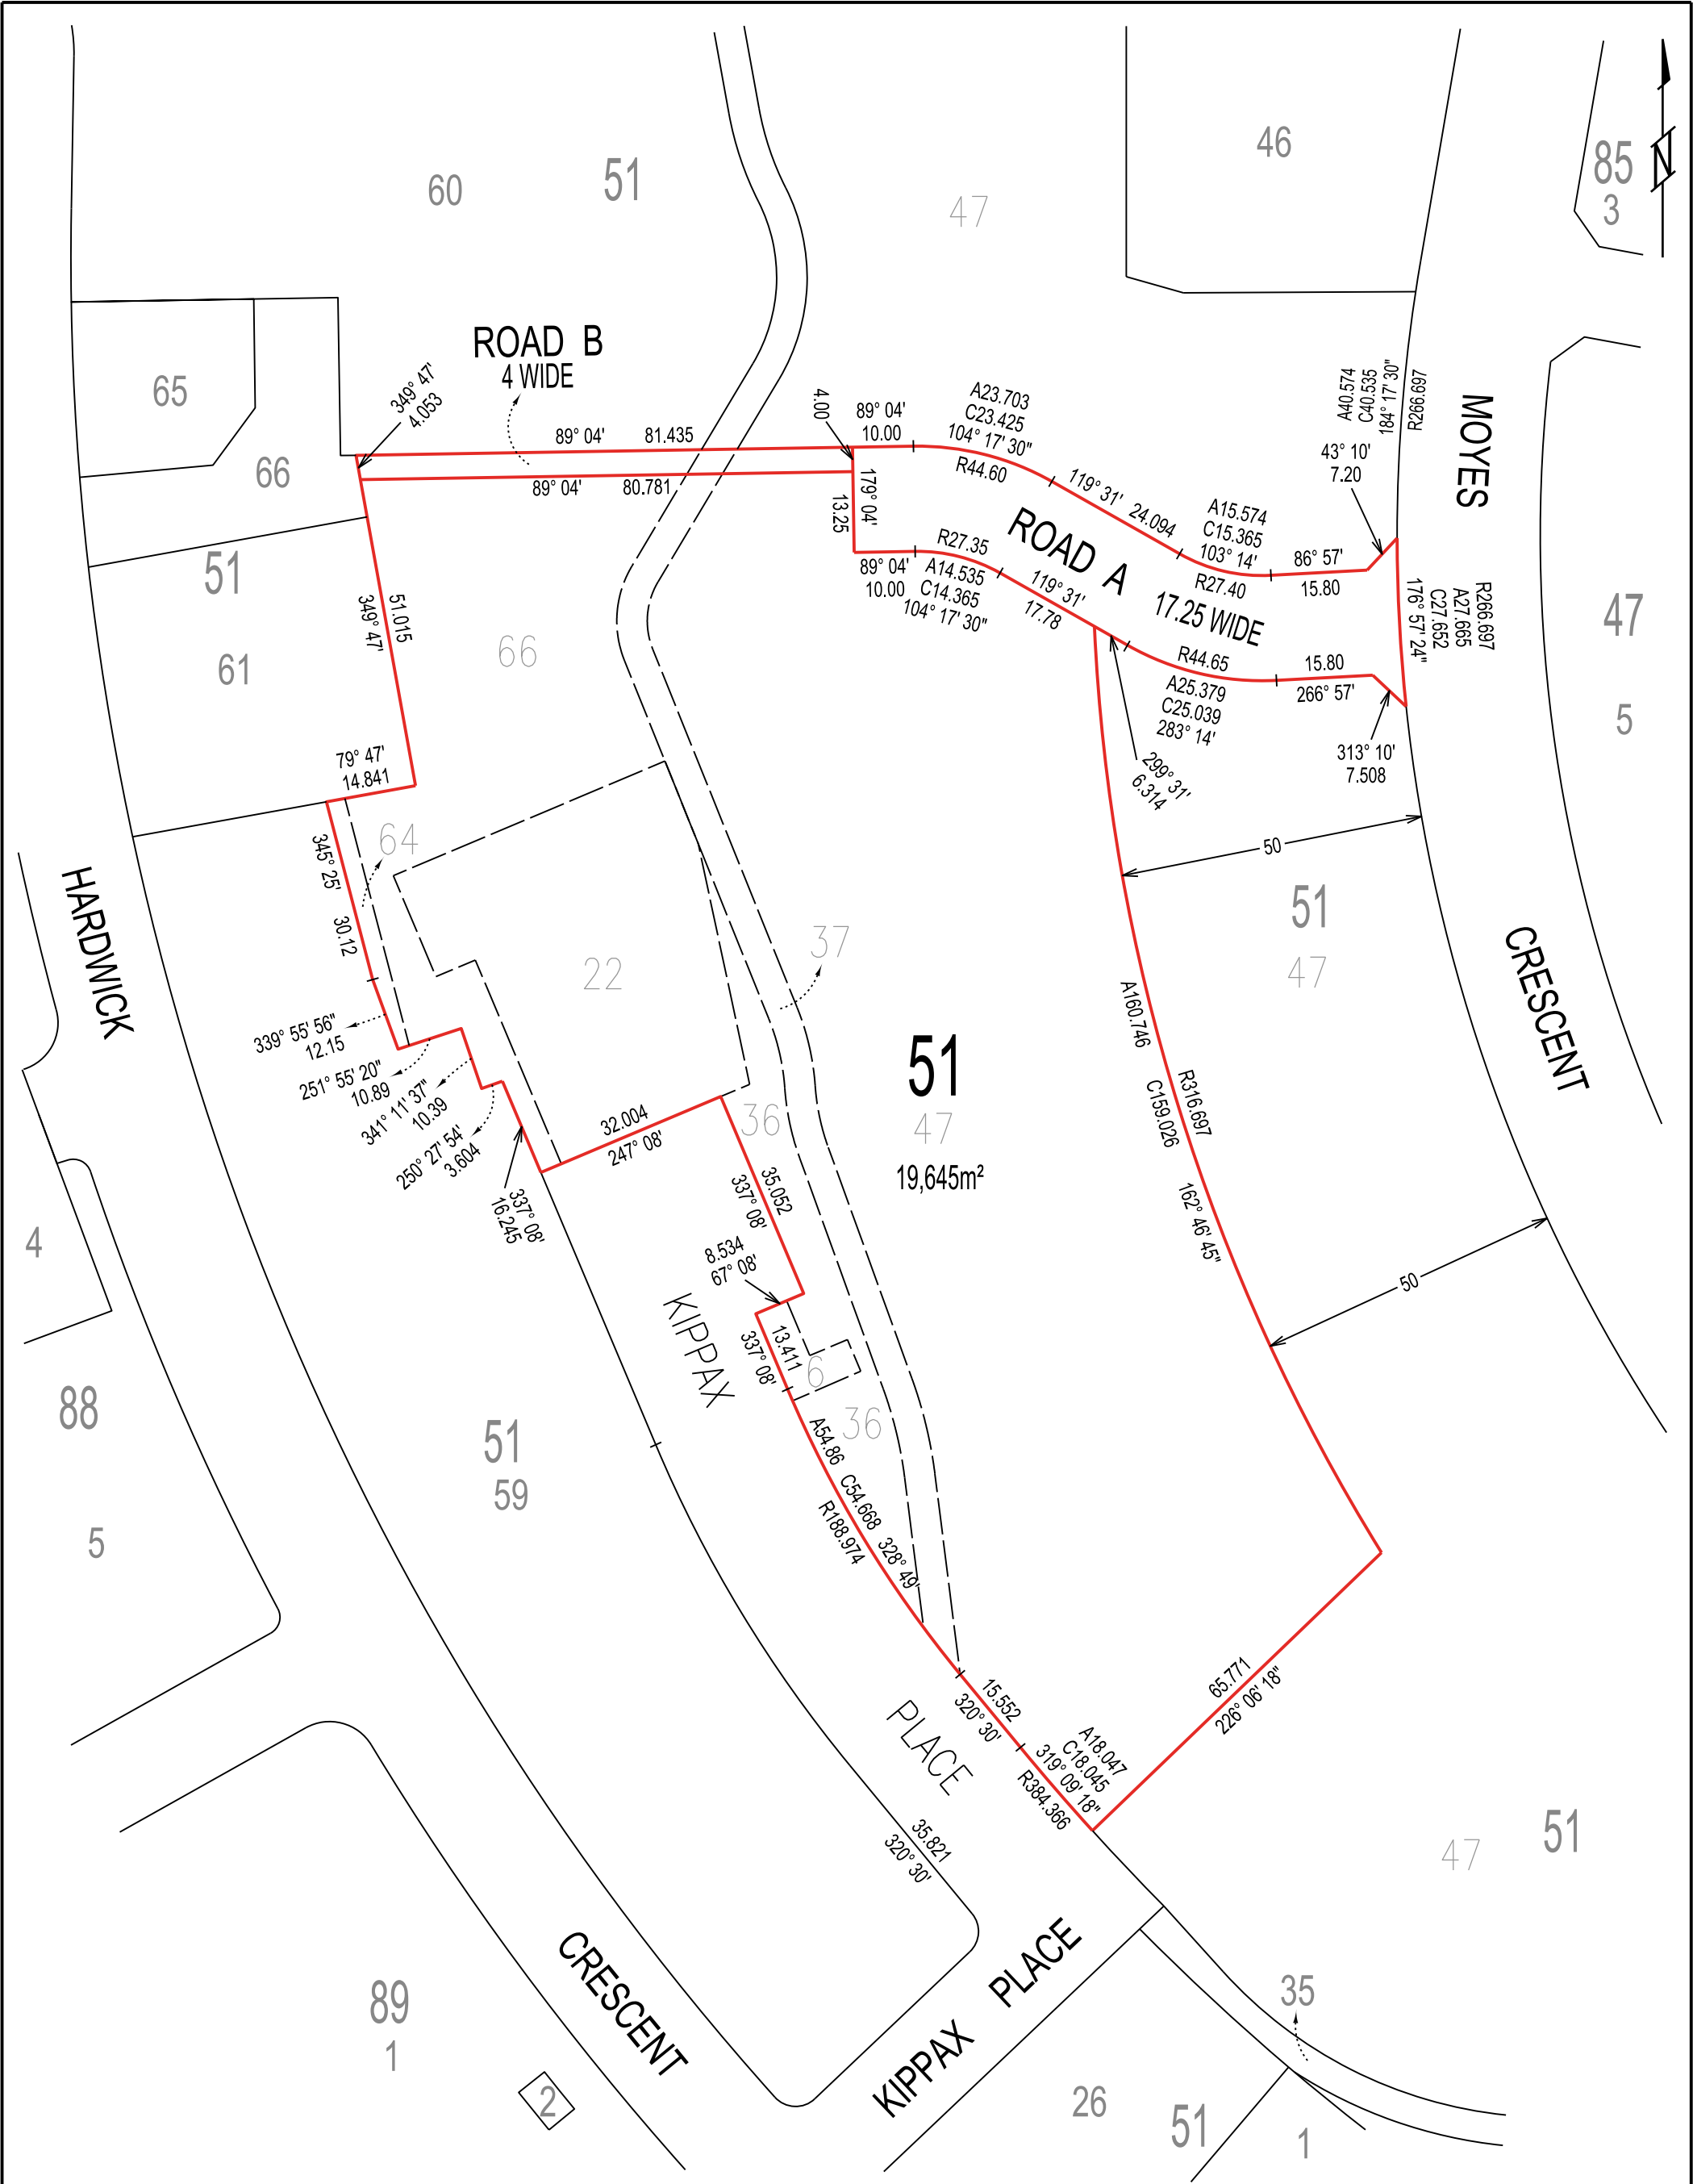 46
85
3
N
60
51
47
ROAD B
4 WIDE
65
349° 47'
4.053
4.00
89° 04'
10.00
A23.703
C23.425
104° 17' 30"
R44.60
A40.574
C40.535
184° 17' 30"
R266.697
MOYES
89° 04' 81.435
66
89° 04' 80.781
179° 04'
13.25
119° 31' 24.094
43° 10'
7.20
A15.574
C15.365
103° 14'
R27.40
86° 57'
15.80
ROAD A
17.25 WIDE
R27.35
A14.535
C14.365
104° 17' 30"
89° 04'
10.00
119° 31'
17.78
51
61
51.015
349° 47'
66
R266.697
A27.665
C27.652
176° 57' 24"
47
5
R44.65
A25.379
C25.039
283° 14'
15.80
266° 57'
299° 31'
6.314
313° 10'
7.508
79° 47'
14.841
345° 25'
30.12
64
50
51
47
HARDWICK
22
37
CRESCENT
339° 55' 56"
12.15
251° 55' 20"
10.89
341° 11' 37"
10.39
250° 27' 54'
3.604
337° 08'
16.245
32.004
247° 08'
36
51
47
19,645m²
A160.746
C159.026
R316.697
162° 46' 45"
35.052
337° 08'
8.534
67° 08'
4
KIPPAX
13.411
337° 08'
6
36
50
88
5
51
59
A54.86 C54.668 328° 49'
R188.974
PLACE
15.552
320° 30'
A18.047
C18.045
319° 09' 18"
R384.366
65.771
226° 06' 18"
35.821
320° 30'
47
51
CRESCENT
KIPPAX PLACE
89
1
2
35
26
51
1